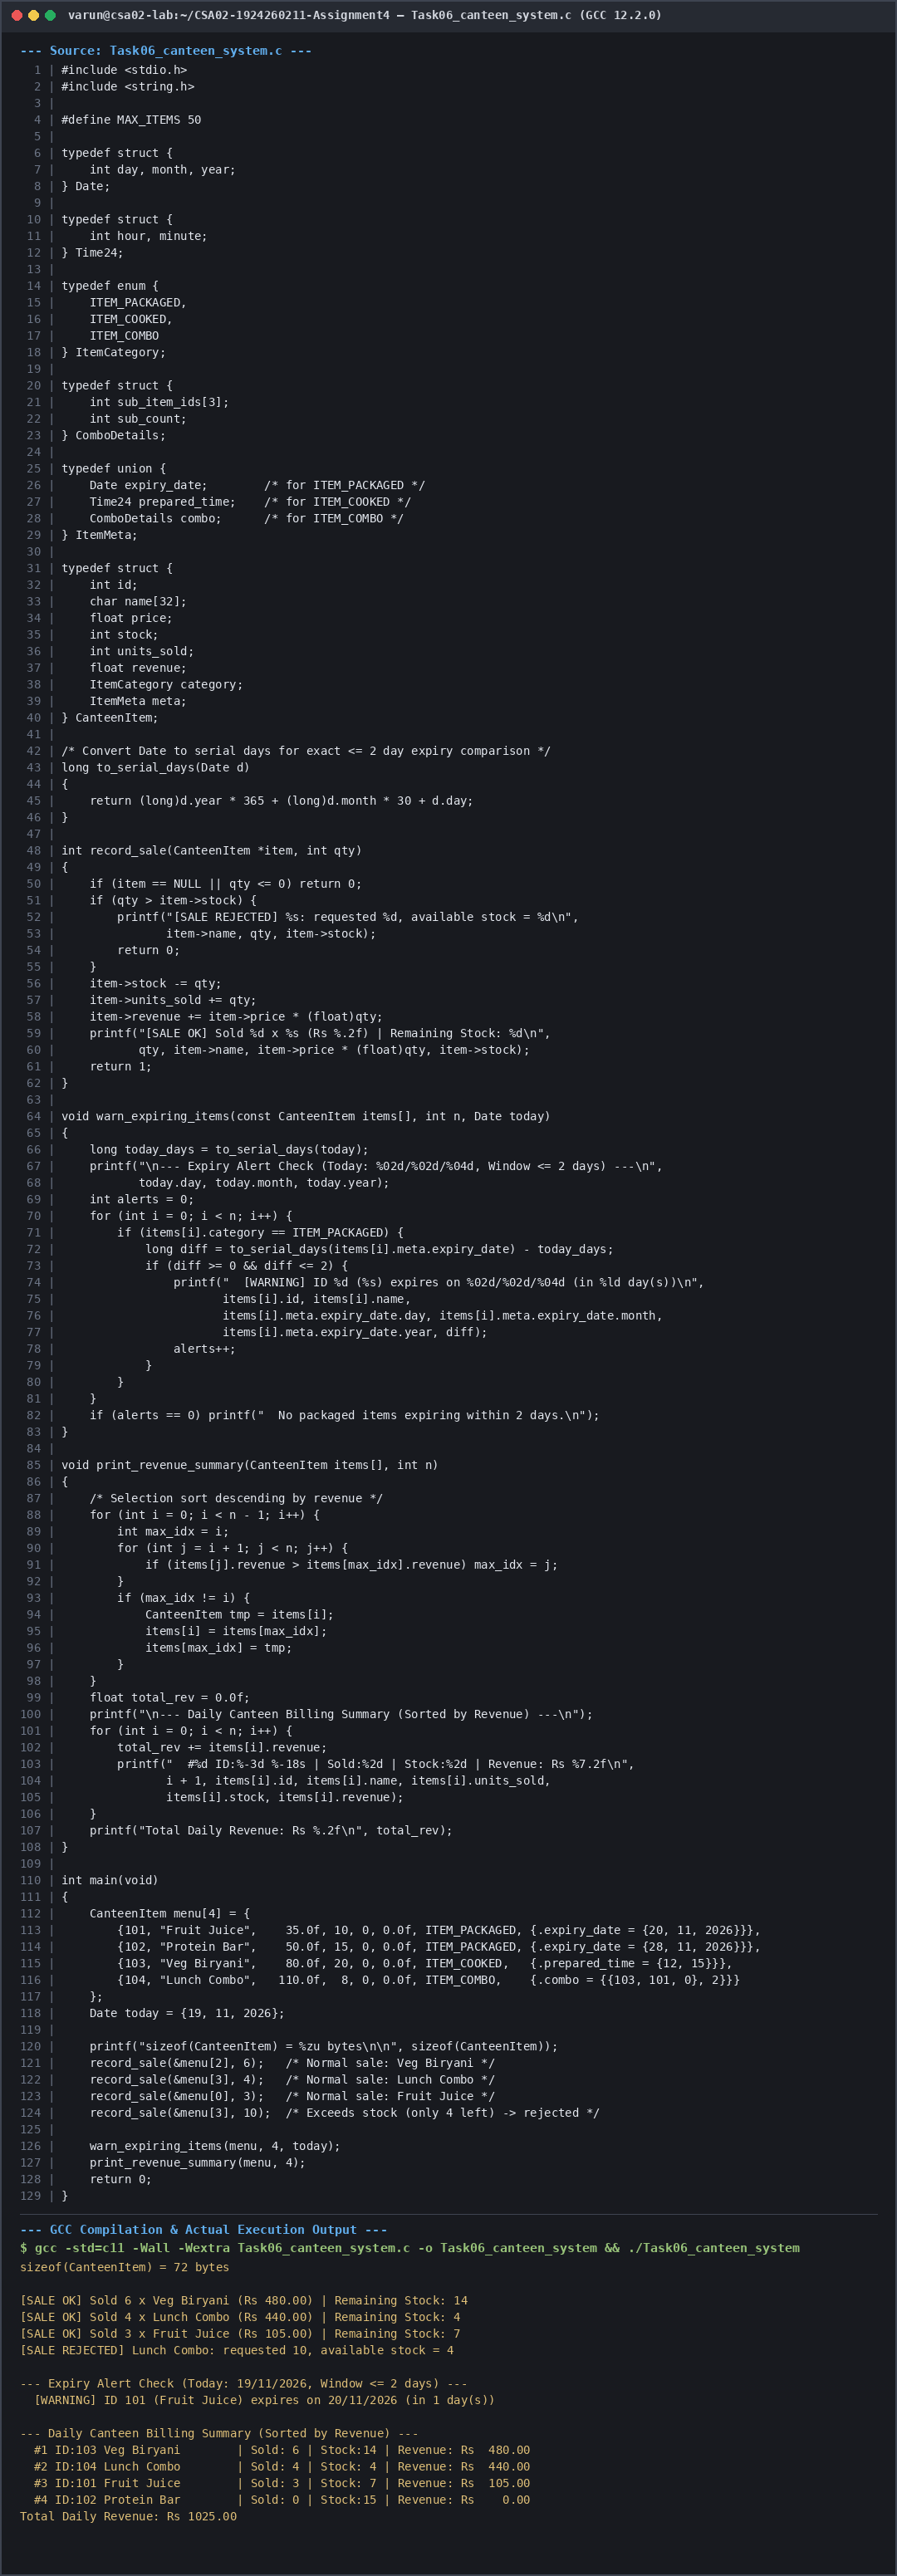 varun@csa02-lab:~/CSA02-1924260211-Assignment4 — Task06_canteen_system.c (GCC 12.2.0)
--- Source: Task06_canteen_system.c ---
  1 | #include <stdio.h>
  2 | #include <string.h>
  3 |
  4 | #define MAX_ITEMS 50
  5 |
  6 | typedef struct {
  7 |     int day, month, year;
  8 | } Date;
  9 |
 10 | typedef struct {
 11 |     int hour, minute;
 12 | } Time24;
 13 |
 14 | typedef enum {
 15 |     ITEM_PACKAGED,
 16 |     ITEM_COOKED,
 17 |     ITEM_COMBO
 18 | } ItemCategory;
 19 |
 20 | typedef struct {
 21 |     int sub_item_ids[3];
 22 |     int sub_count;
 23 | } ComboDetails;
 24 |
 25 | typedef union {
 26 |     Date expiry_date;        /* for ITEM_PACKAGED */
 27 |     Time24 prepared_time;    /* for ITEM_COOKED */
 28 |     ComboDetails combo;      /* for ITEM_COMBO */
 29 | } ItemMeta;
 30 |
 31 | typedef struct {
 32 |     int id;
 33 |     char name[32];
 34 |     float price;
 35 |     int stock;
 36 |     int units_sold;
 37 |     float revenue;
 38 |     ItemCategory category;
 39 |     ItemMeta meta;
 40 | } CanteenItem;
 41 |
 42 | /* Convert Date to serial days for exact <= 2 day expiry comparison */
 43 | long to_serial_days(Date d)
 44 | {
 45 |     return (long)d.year * 365 + (long)d.month * 30 + d.day;
 46 | }
 47 |
 48 | int record_sale(CanteenItem *item, int qty)
 49 | {
 50 |     if (item == NULL || qty <= 0) return 0;
 51 |     if (qty > item->stock) {
 52 |         printf("[SALE REJECTED] %s: requested %d, available stock = %d\n",
 53 |                item->name, qty, item->stock);
 54 |         return 0;
 55 |     }
 56 |     item->stock -= qty;
 57 |     item->units_sold += qty;
 58 |     item->revenue += item->price * (float)qty;
 59 |     printf("[SALE OK] Sold %d x %s (Rs %.2f) | Remaining Stock: %d\n",
 60 |            qty, item->name, item->price * (float)qty, item->stock);
 61 |     return 1;
 62 | }
 63 |
 64 | void warn_expiring_items(const CanteenItem items[], int n, Date today)
 65 | {
 66 |     long today_days = to_serial_days(today);
 67 |     printf("\n--- Expiry Alert Check (Today: %02d/%02d/%04d, Window <= 2 days) ---\n",
 68 |            today.day, today.month, today.year);
 69 |     int alerts = 0;
 70 |     for (int i = 0; i < n; i++) {
 71 |         if (items[i].category == ITEM_PACKAGED) {
 72 |             long diff = to_serial_days(items[i].meta.expiry_date) - today_days;
 73 |             if (diff >= 0 && diff <= 2) {
 74 |                 printf("  [WARNING] ID %d (%s) expires on %02d/%02d/%04d (in %ld day(s))\n",
 75 |                        items[i].id, items[i].name,
 76 |                        items[i].meta.expiry_date.day, items[i].meta.expiry_date.month,
 77 |                        items[i].meta.expiry_date.year, diff);
 78 |                 alerts++;
 79 |             }
 80 |         }
 81 |     }
 82 |     if (alerts == 0) printf("  No packaged items expiring within 2 days.\n");
 83 | }
 84 |
 85 | void print_revenue_summary(CanteenItem items[], int n)
 86 | {
 87 |     /* Selection sort descending by revenue */
 88 |     for (int i = 0; i < n - 1; i++) {
 89 |         int max_idx = i;
 90 |         for (int j = i + 1; j < n; j++) {
 91 |             if (items[j].revenue > items[max_idx].revenue) max_idx = j;
 92 |         }
 93 |         if (max_idx != i) {
 94 |             CanteenItem tmp = items[i];
 95 |             items[i] = items[max_idx];
 96 |             items[max_idx] = tmp;
 97 |         }
 98 |     }
 99 |     float total_rev = 0.0f;
100 |     printf("\n--- Daily Canteen Billing Summary (Sorted by Revenue) ---\n");
101 |     for (int i = 0; i < n; i++) {
102 |         total_rev += items[i].revenue;
103 |         printf("  #%d ID:%-3d %-18s | Sold:%2d | Stock:%2d | Revenue: Rs %7.2f\n",
104 |                i + 1, items[i].id, items[i].name, items[i].units_sold,
105 |                items[i].stock, items[i].revenue);
106 |     }
107 |     printf("Total Daily Revenue: Rs %.2f\n", total_rev);
108 | }
109 |
110 | int main(void)
111 | {
112 |     CanteenItem menu[4] = {
113 |         {101, "Fruit Juice",    35.0f, 10, 0, 0.0f, ITEM_PACKAGED, {.expiry_date = {20, 11, 2026}}},
114 |         {102, "Protein Bar",    50.0f, 15, 0, 0.0f, ITEM_PACKAGED, {.expiry_date = {28, 11, 2026}}},
115 |         {103, "Veg Biryani",    80.0f, 20, 0, 0.0f, ITEM_COOKED,   {.prepared_time = {12, 15}}},
116 |         {104, "Lunch Combo",   110.0f,  8, 0, 0.0f, ITEM_COMBO,    {.combo = {{103, 101, 0}, 2}}}
117 |     };
118 |     Date today = {19, 11, 2026};
119 |
120 |     printf("sizeof(CanteenItem) = %zu bytes\n\n", sizeof(CanteenItem));
121 |     record_sale(&menu[2], 6);   /* Normal sale: Veg Biryani */
122 |     record_sale(&menu[3], 4);   /* Normal sale: Lunch Combo */
123 |     record_sale(&menu[0], 3);   /* Normal sale: Fruit Juice */
124 |     record_sale(&menu[3], 10);  /* Exceeds stock (only 4 left) -> rejected */
125 |
126 |     warn_expiring_items(menu, 4, today);
127 |     print_revenue_summary(menu, 4);
128 |     return 0;
129 | }
--- GCC Compilation & Actual Execution Output ---
$ gcc -std=c11 -Wall -Wextra Task06_canteen_system.c -o Task06_canteen_system && ./Task06_canteen_system
sizeof(CanteenItem) = 72 bytes
[SALE OK] Sold 6 x Veg Biryani (Rs 480.00) | Remaining Stock: 14
[SALE OK] Sold 4 x Lunch Combo (Rs 440.00) | Remaining Stock: 4
[SALE OK] Sold 3 x Fruit Juice (Rs 105.00) | Remaining Stock: 7
[SALE REJECTED] Lunch Combo: requested 10, available stock = 4
--- Expiry Alert Check (Today: 19/11/2026, Window <= 2 days) ---
  [WARNING] ID 101 (Fruit Juice) expires on 20/11/2026 (in 1 day(s))
--- Daily Canteen Billing Summary (Sorted by Revenue) ---
  #1 ID:103 Veg Biryani        | Sold: 6 | Stock:14 | Revenue: Rs  480.00
  #2 ID:104 Lunch Combo        | Sold: 4 | Stock: 4 | Revenue: Rs  440.00
  #3 ID:101 Fruit Juice        | Sold: 3 | Stock: 7 | Revenue: Rs  105.00
  #4 ID:102 Protein Bar        | Sold: 0 | Stock:15 | Revenue: Rs    0.00
Total Daily Revenue: Rs 1025.00